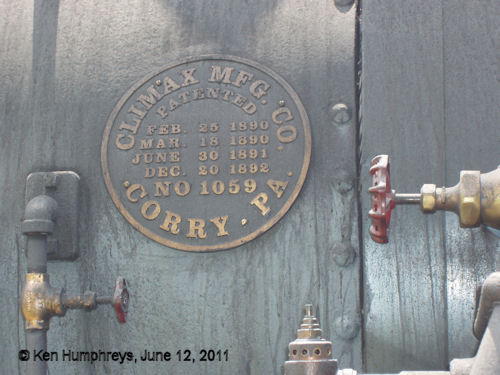 CLIMAX MFG. CO.
PATENTED
FEB. 25 1890
MAR. 18 1890
JUNE 30 1891
DEC. 20 1892
NO 1059
· CORRY · PA ·
© Ken Humphreys, June 12, 2011